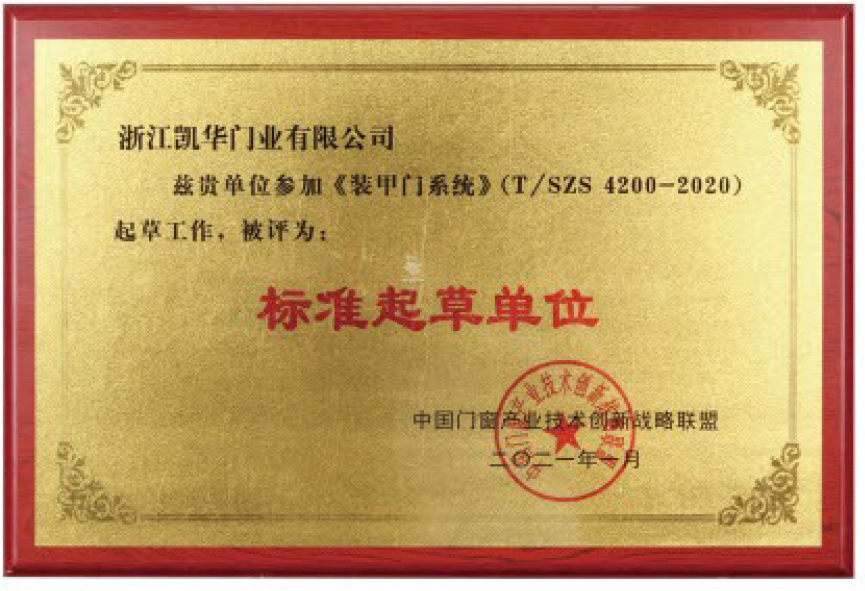 浙江凯华门业有限公司
兹贵单位参加《装甲门系统》(T/SZS 4200-2020)
起草工作，被评为：
标准起草单位
中国门窗产业技术创新战略联盟
二〇二一年一月